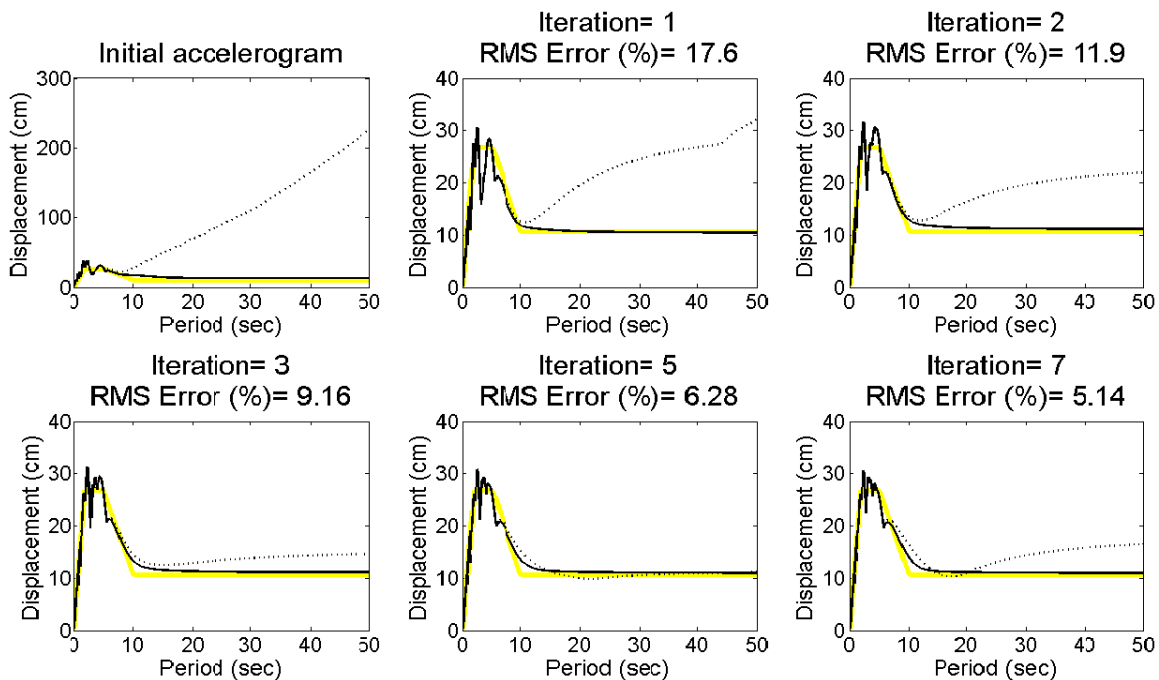 Initial accelerogram
300
200
100
0
Displacement (cm)
0 10 20 30 40 50
Period (sec)
Iteration= 1
RMS Error (%)= 17.6
40
30
20
10
0
Displacement (cm)
0 10 20 30 40 50
Period (sec)
Iteration= 2
RMS Error (%)= 11.9
40
30
20
10
0
Displacement (cm)
0 10 20 30 40 50
Period (sec)
Iteration= 3
RMS Error (%)= 9.16
40
30
20
10
0
Displacement (cm)
0 10 20 30 40 50
Period (sec)
Iteration= 5
RMS Error (%)= 6.28
40
30
20
10
0
Displacement (cm)
0 10 20 30 40 50
Period (sec)
Iteration= 7
RMS Error (%)= 5.14
40
30
20
10
0
Displacement (cm)
0 10 20 30 40 50
Period (sec)